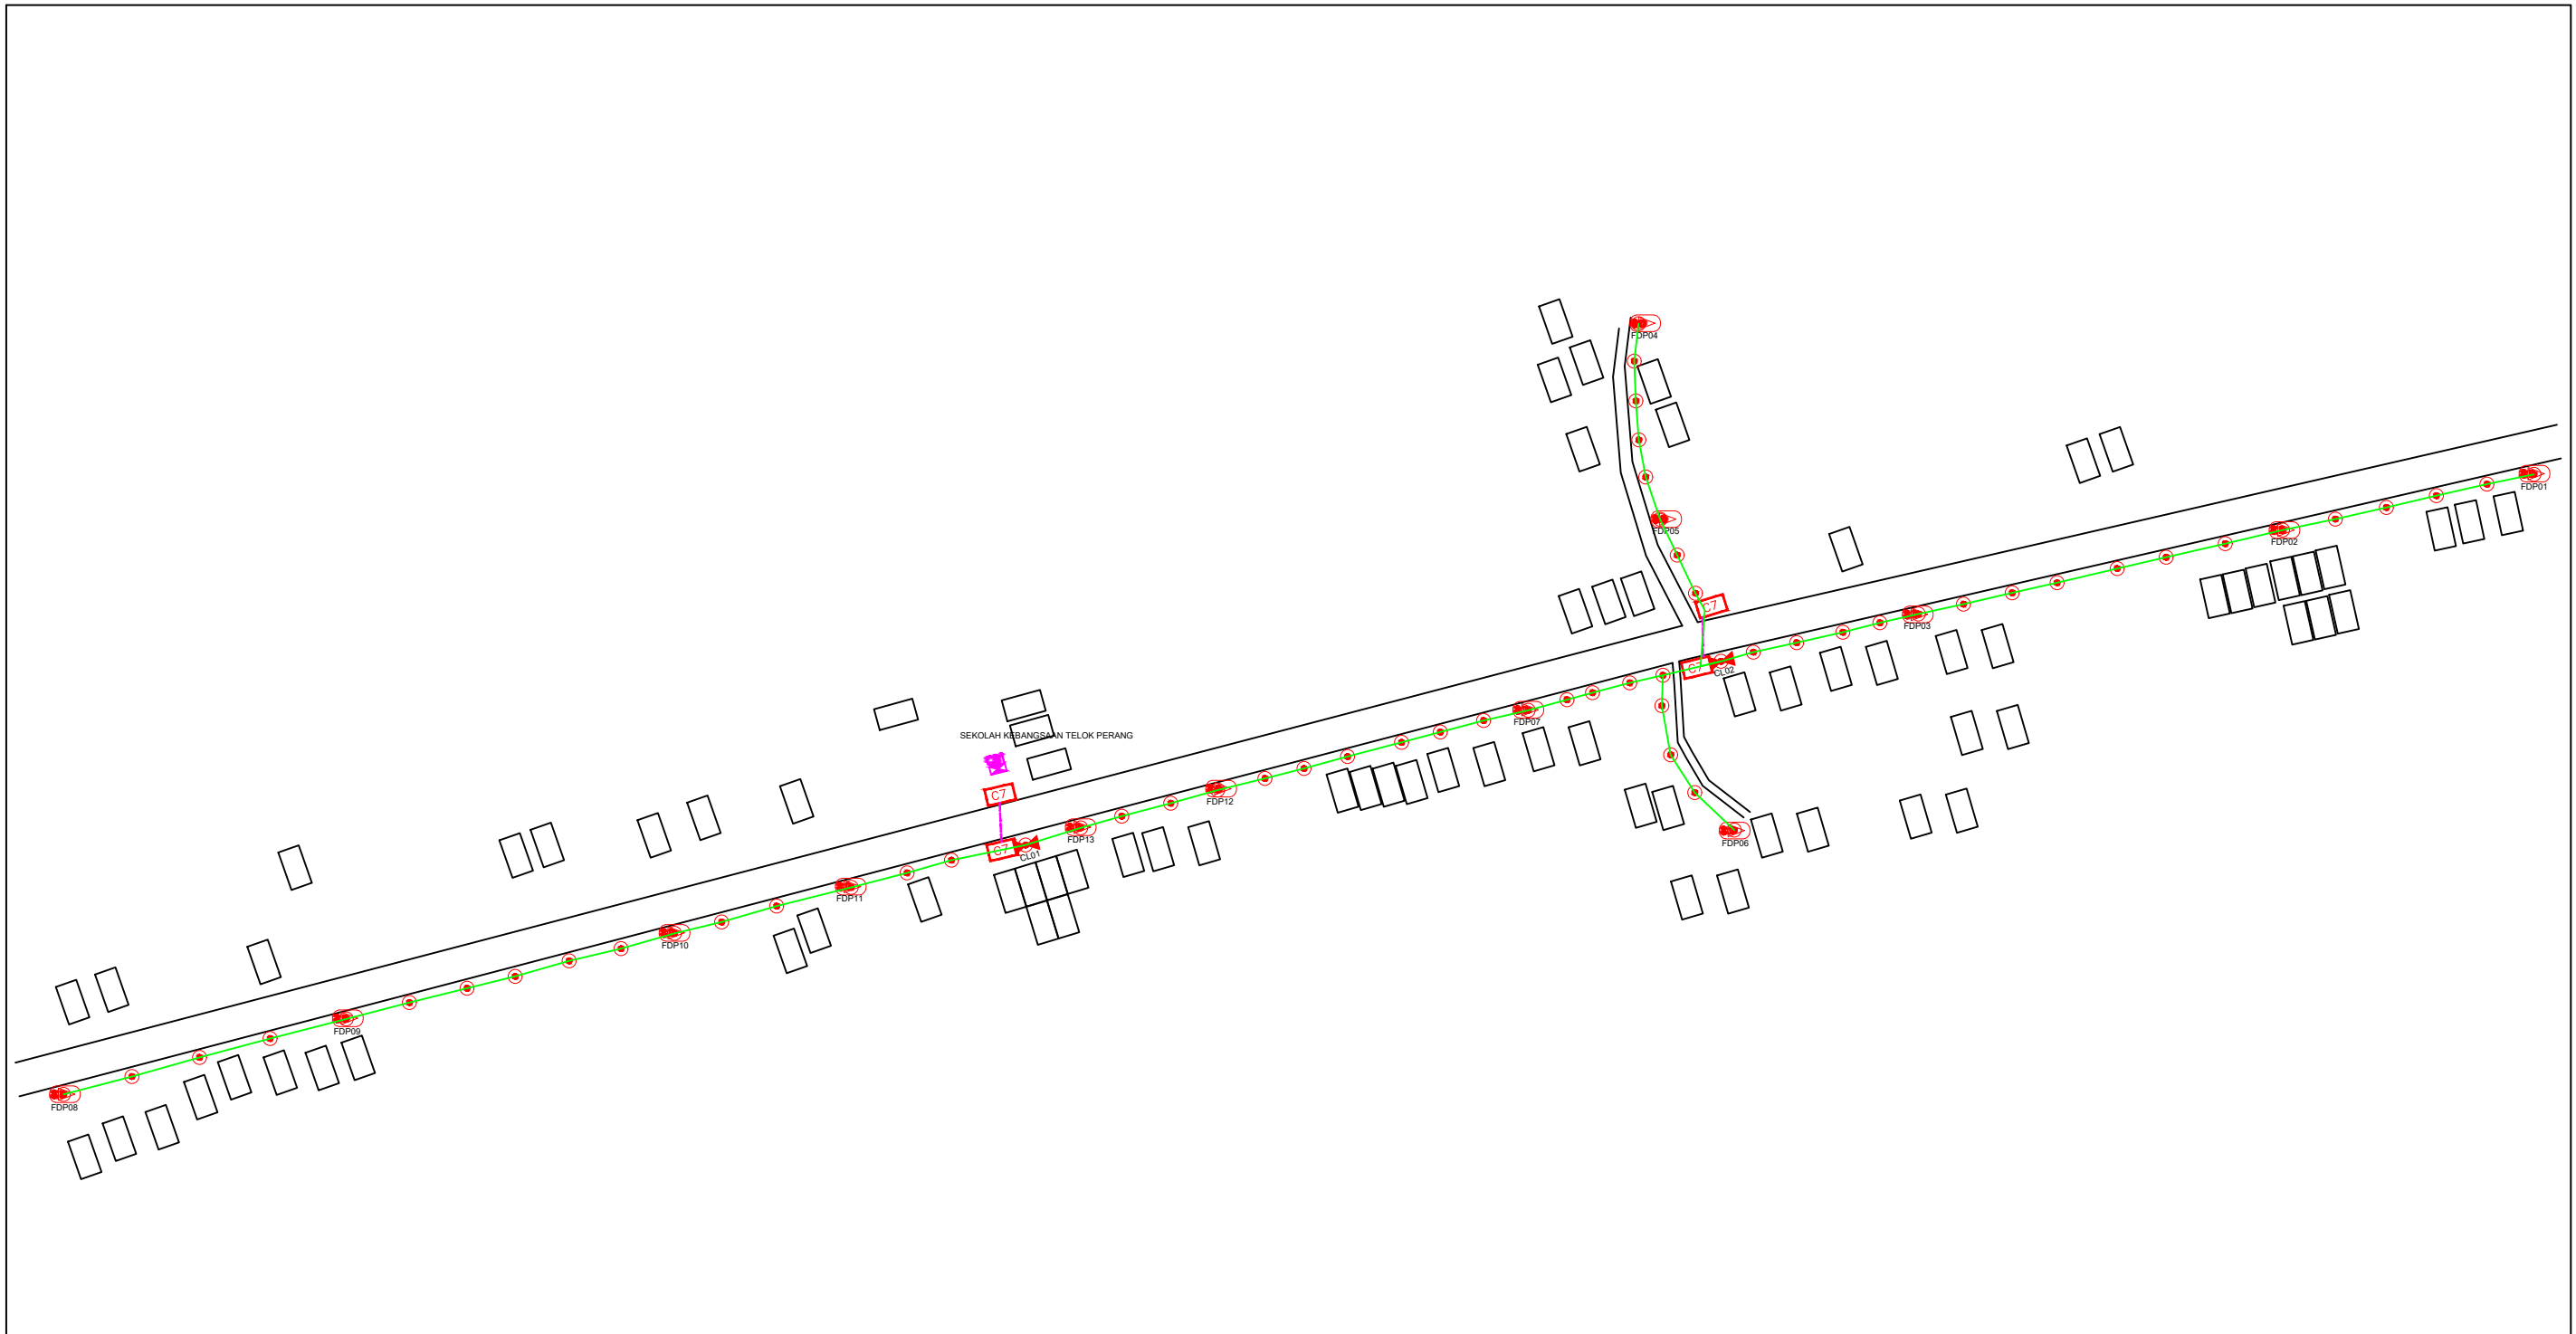 FDP04
FDP01
FDP05
FDP02
C7
FDP03
C7
CL02
FDP07
SEKOLAH KEBANGSAAN TELOK PERANG
C7
FDP12
FDP13
FDP06
C7
CL01
FDP11
FDP10
FDP09
FDP08